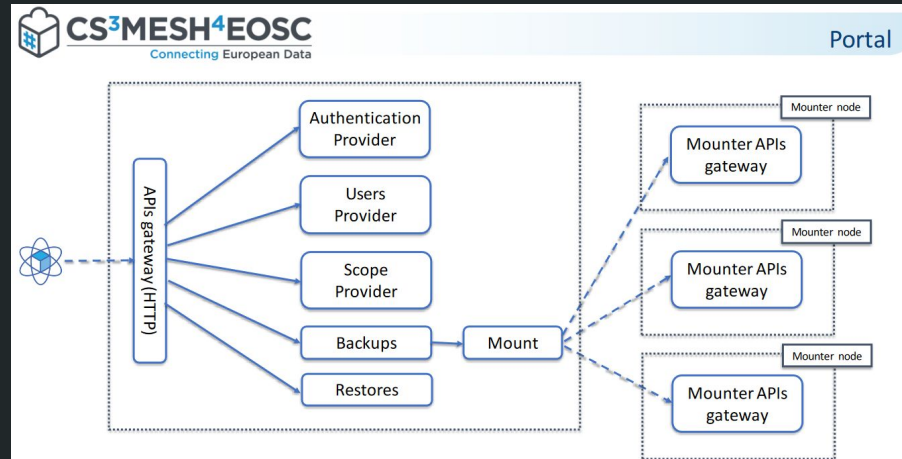 CS³MESH⁴EOSC
Connecting European Data
Portal
Authentication
Provider
Users
Provider
Scope
Provider
Backups
Restores
Mount
APIs gateway (HTTP)
Mounter node
Mounter APIs
gateway
Mounter node
Mounter APIs
gateway
Mounter node
Mounter APIs
gateway